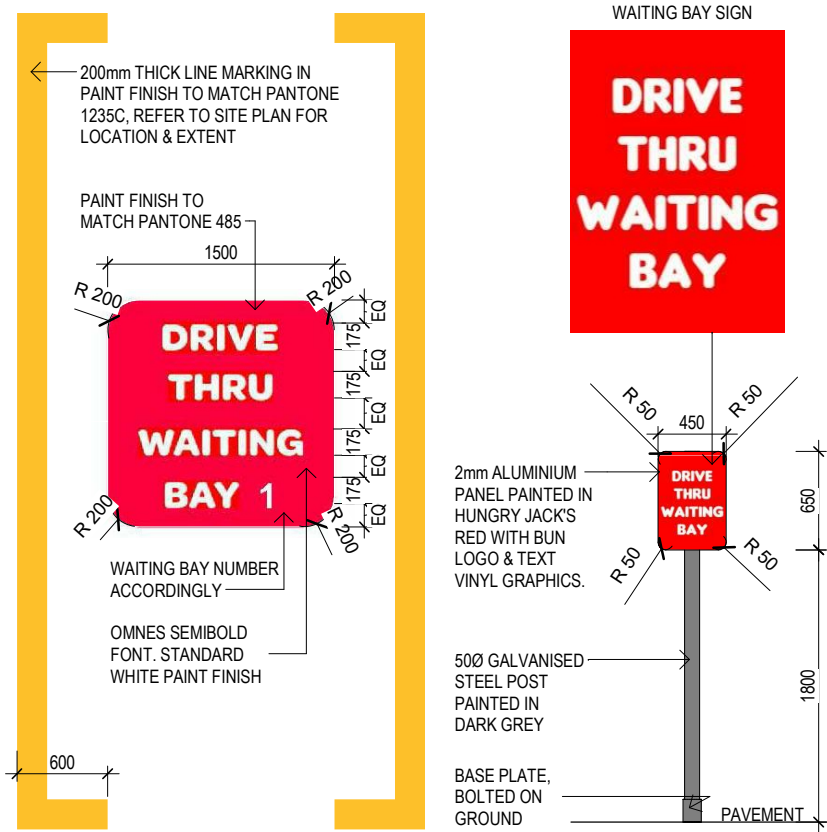 WAITING BAY SIGN
200mm THICK LINE MARKING IN
PAINT FINISH TO MATCH PANTONE
1235C, REFER TO SITE PLAN FOR
LOCATION & EXTENT
PAINT FINISH TO
MATCH PANTONE 485
1500
R 200
R 200
DRIVE
THRU
WAITING
BAY 1
EQ
175
EQ
175
EQ
175
EQ
175
EQ
R 200
R 200
WAITING BAY NUMBER
ACCORDINGLY
OMNES SEMIBOLD
FONT. STANDARD
WHITE PAINT FINISH
600
DRIVE
THRU
WAITING
BAY
R 50
R 50
450
2mm ALUMINIUM
PANEL PAINTED IN
HUNGRY JACK'S
RED WITH BUN
LOGO & TEXT
VINYL GRAPHICS.
DRIVE
THRU
WAITING
BAY
650
R 50
R 50
50Ø GALVANISED
STEEL POST
PAINTED IN
DARK GREY
1800
BASE PLATE,
BOLTED ON
GROUND
PAVEMENT